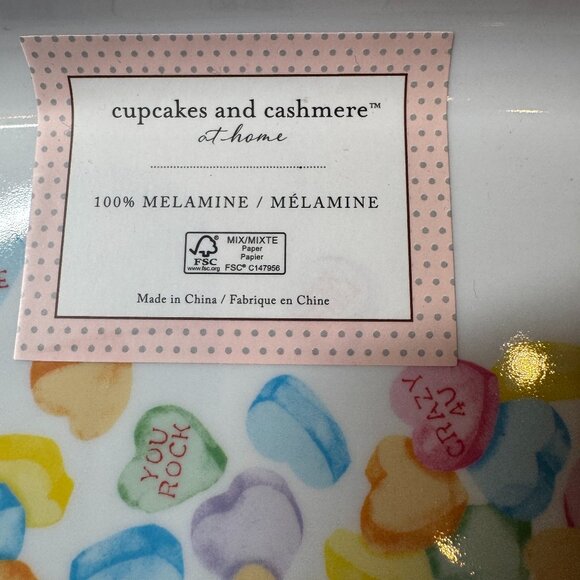 cupcakes and cashmere™
at home
100% MELAMINE / MÉLAMINE
MIX/MIXTE
Paper
Papier
FSC
www.fsc.org
FSC® C147956
Made in China / Fabrique en Chine
E
YOU
ROCK
CRAZY
4U